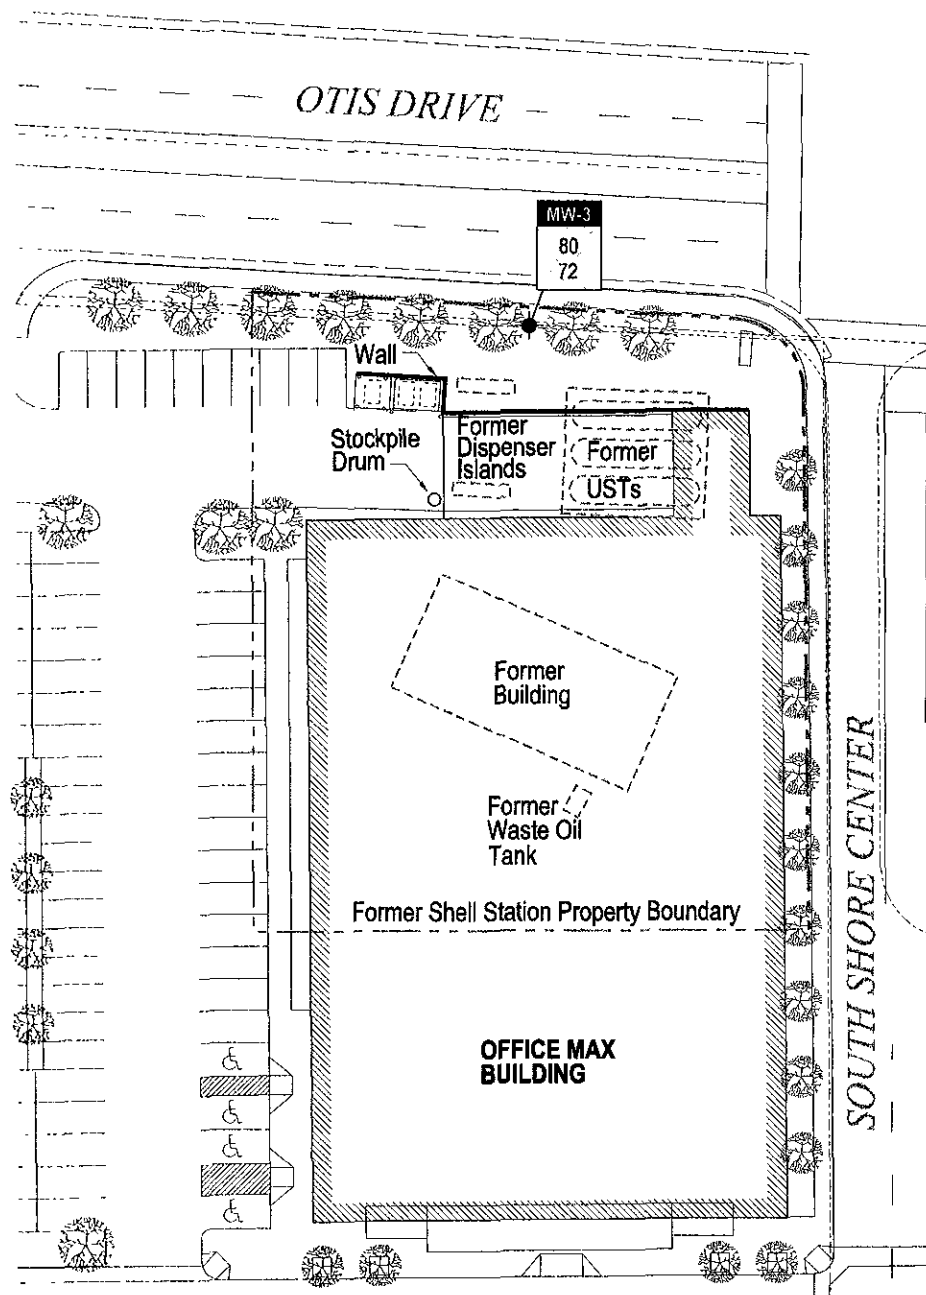 OTIS DRIVE
MW-3
80
72
Wall
Stockpile
Drum
Former
Dispenser
Islands
Former
USTs
Former
Building
Former
Waste Oil
Tank
Former Shell Station Property Boundary
OFFICE MAX
BUILDING
SOUTH SHORE CENTER